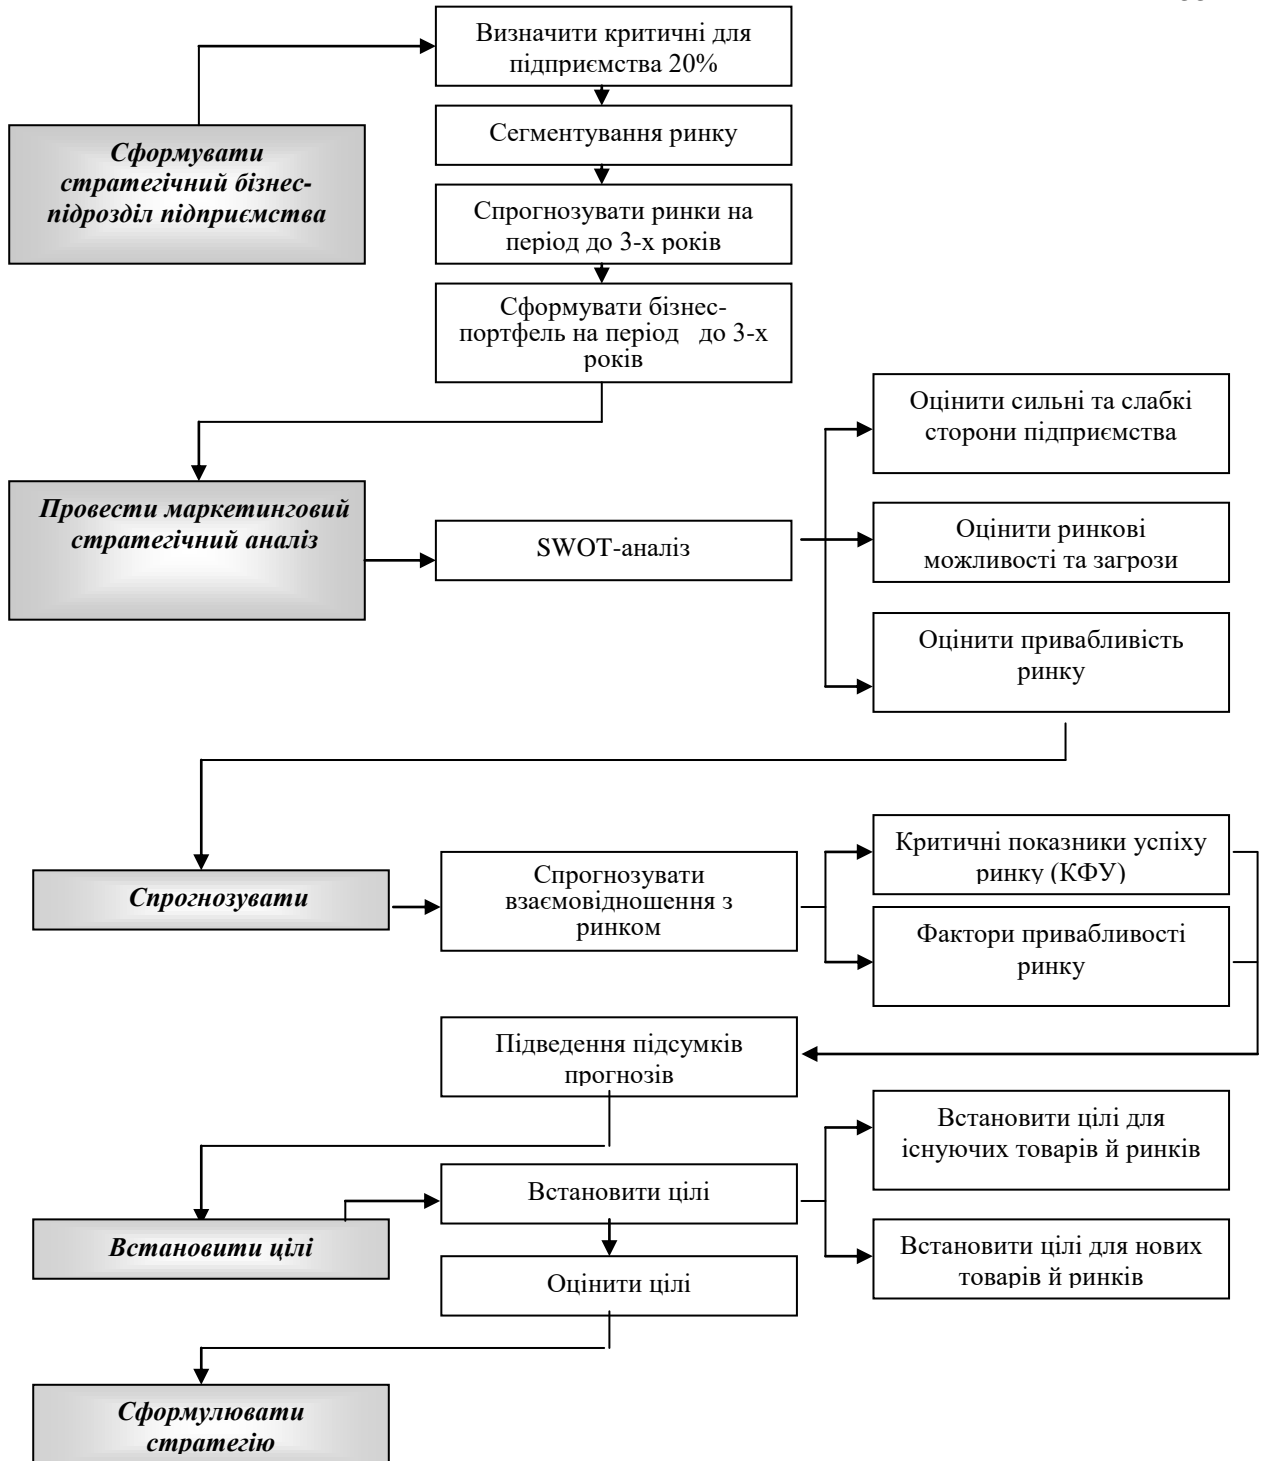 Визначити критичні для
підприємства 20%
Сегментування ринку
Сформувати
стратегічний бізнес-
підрозділ підприємства
Спрогнозувати ринки на
період до 3-х років
Сформувати бізнес-
портфель на період до 3-х
років
Оцінити сильні та слабкі
сторони підприємства
Провести маркетинговий
стратегічний аналіз
SWOT-аналіз
Оцінити ринкові
можливості та загрози
Оцінити привабливість
ринку
Критичні показники успіху
ринку (КФУ)
Спрогнозувати
Спрогнозувати
взаємовідношення з
ринком
Фактори привабливості
ринку
Підведення підсумків
прогнозів
Встановити цілі для
існуючих товарів й ринків
Встановити цілі
Встановити цілі
Встановити цілі для нових
товарів й ринків
Оцінити цілі
Сформулювати
стратегію